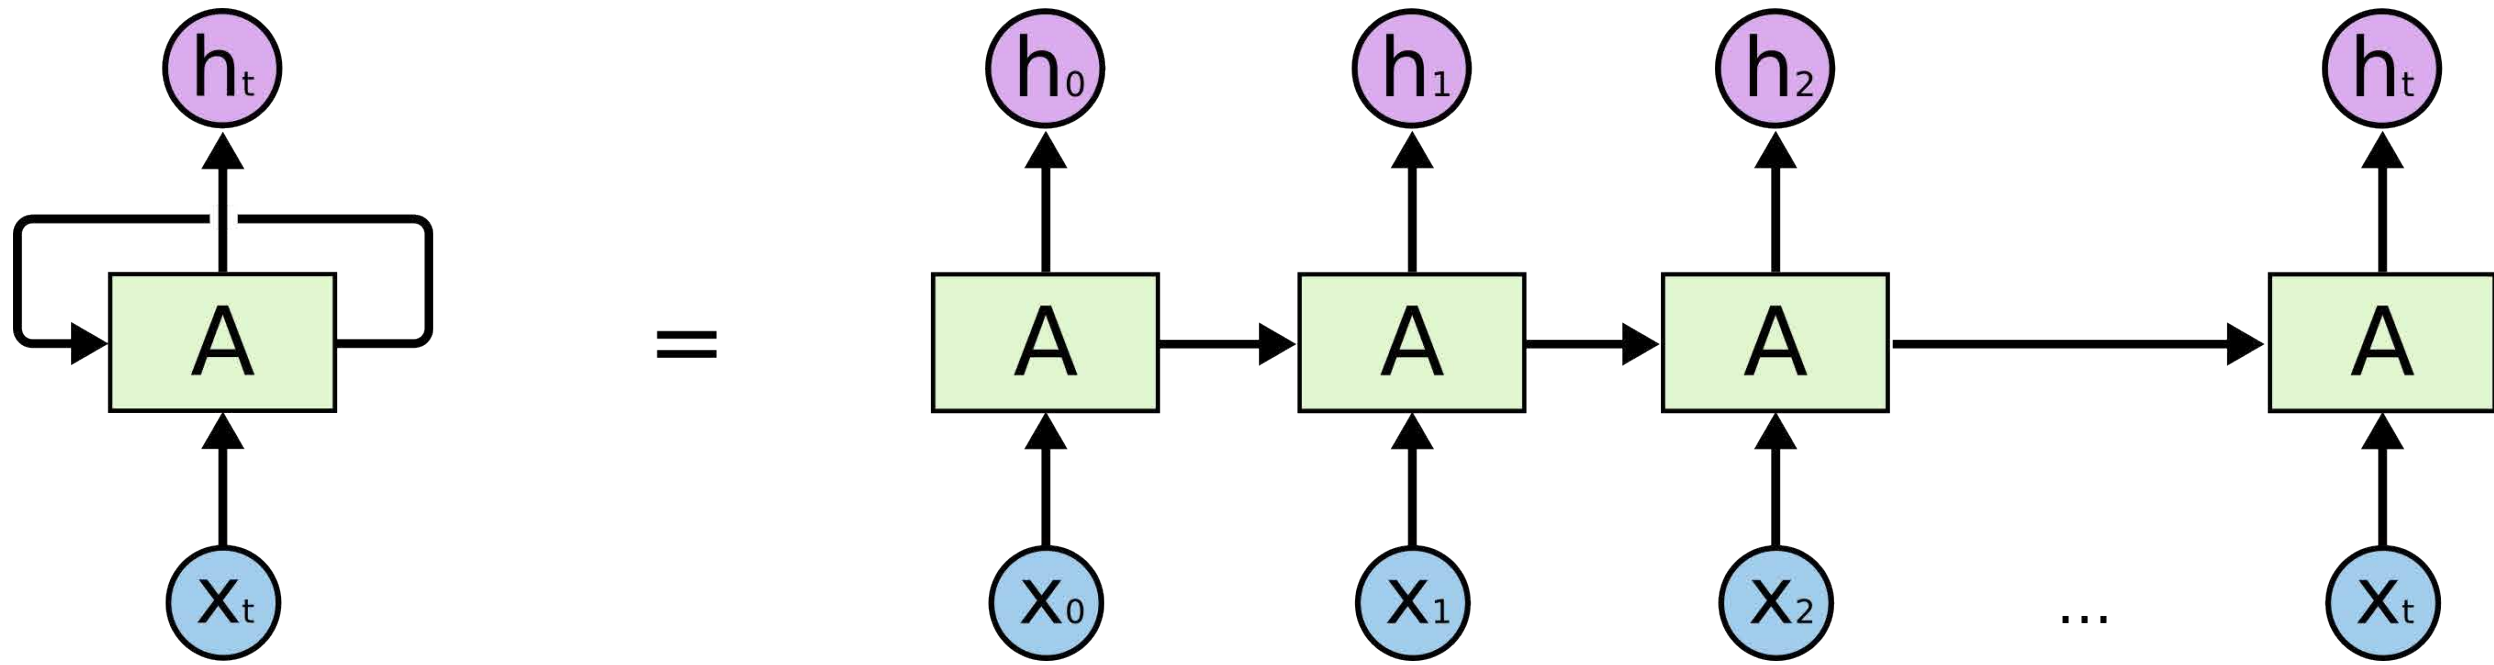 ht h0 h1 h2 ht
A = A A A A
xt x0 x1 x2 ... xt